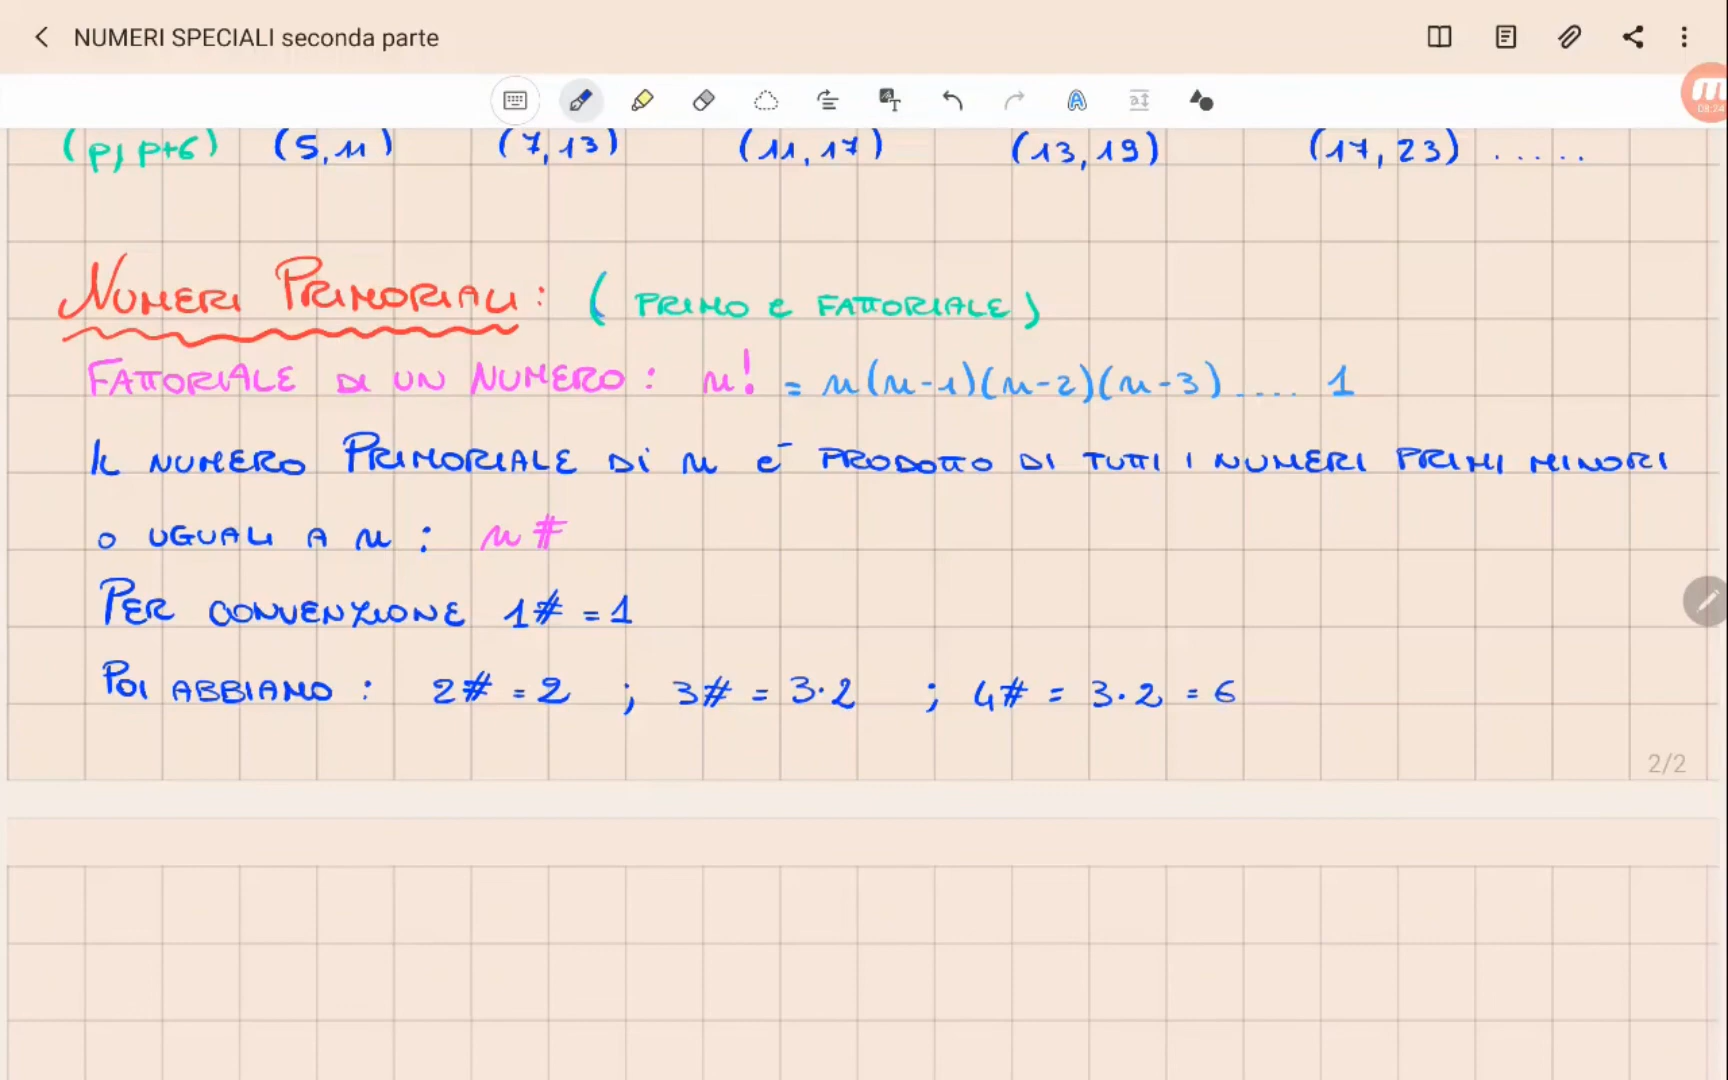 NUMERI SPECIALI seconda parte
08:24
(p, p+6) (5,11) (7,13) (11,17) (13,19) (17,23) .....
NUMERI PRIMORIALI: (PRIMO E FATTORIALE)
FATTORIALE DI UN NUMERO: n! = n(n-1)(n-2)(n-3).... 1
IL NUMERO PRIMORIALE DI n È PRODOTTO DI TUTTI I NUMERI PRIMI MINORI
O UGUALI A n: n#
PER CONVENZIONE 1# = 1
POI ABBIAMO: 2# = 2 ; 3# = 3·2 ; 4# = 3·2 = 6
2/2